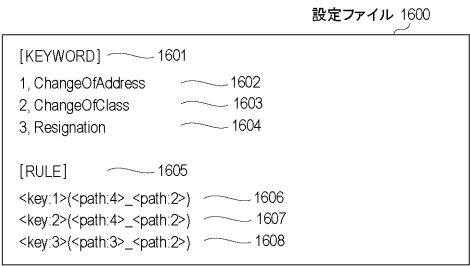 設定ファイル 1600
[KEYWORD] 1601
1, ChangeOfAddress 1602
2, ChangeOfClass 1603
3, Resignation 1604
[RULE] 1605
<key:1>(<path:4>_<path:2>) 1606
<key:2>(<path:4>_<path:2>) 1607
<key:3>(<path:3>_<path:2>) 1608